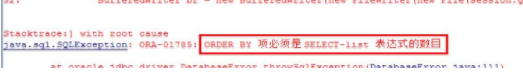 BufferedWriter br = new BufferedWriter(new FileWriter(new File(session.g
Stacktrace:] with root cause
java.sql.SQLException: ORA-01785: ORDER BY 项必须是 SELECT-list 表达式的数目
at oracle.jdbc.driver.DatabaseError.throwSqlException(DatabaseError.java:111)